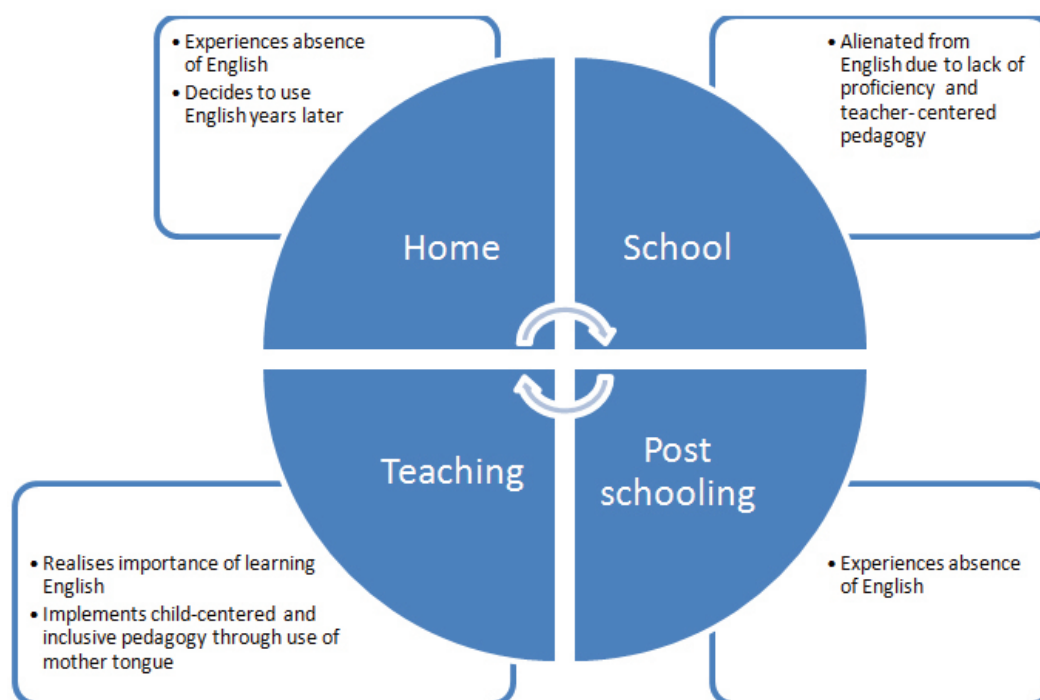 • Experiences absence
of English
• Decides to use
English years later
• Alienated from
English due to lack of
proficiency and
teacher- centered
pedagogy
Home
School
Teaching
Post
schooling
• Realises importance of learning
English
• Implements child-centered and
inclusive pedagogy through use of
mother tongue
• Experiences absence
of English